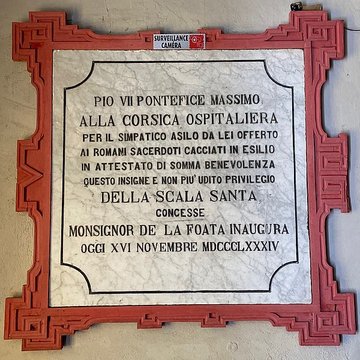 SURVEILLANCE
CAMÉRA
PIO VII PONTEFICE MASSIMO
ALLA CORSICA OSPITALIERA
PER IL SIMPATICO ASILO DA LEI OFFERTO
AI ROMANI SACERDOTI CACCIATI IN ESILIO
IN ATTESTATO DI SOMMA BENEVOLENZA
QUESTO INSIGNE E NON PIU' UDITO PRIVILEGIO
DELLA SCALA SANTA
CONCESSE
MONSIGNOR DE LA FOATA INAUGURA
OGGI XVI NOVEMBRE MDCCCLXXXIV